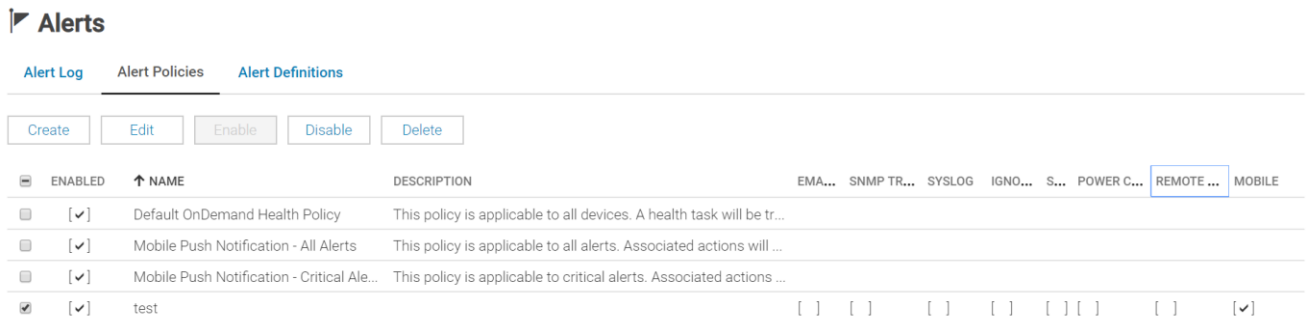 Alerts
Alert Log Alert Policies Alert Definitions
Create Edit Enable Disable Delete
ENABLED ↑ NAME DESCRIPTION EMA... SNMP TR... SYSLOG IGNO... S... POWER C... REMOTE ... MOBILE
[✓] Default OnDemand Health Policy This policy is applicable to all devices. A health task will be tr...
[✓] Mobile Push Notification - All Alerts This policy is applicable to all alerts. Associated actions will ...
[✓] Mobile Push Notification - Critical Ale... This policy is applicable to critical alerts. Associated actions ...
[✓] test [ ] [ ] [ ] [ ] [ ] [ ] [ ] [✓]